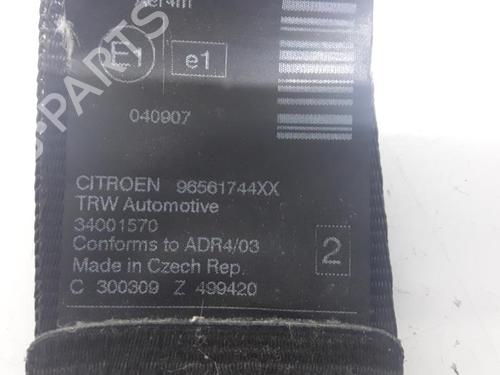 Aer4m
E1 e1
040907
CITROEN 96561744XX
TRW Automotive
34001570
Conforms to ADR4/03
2
Made in Czech Rep.
C 300309 Z 499420